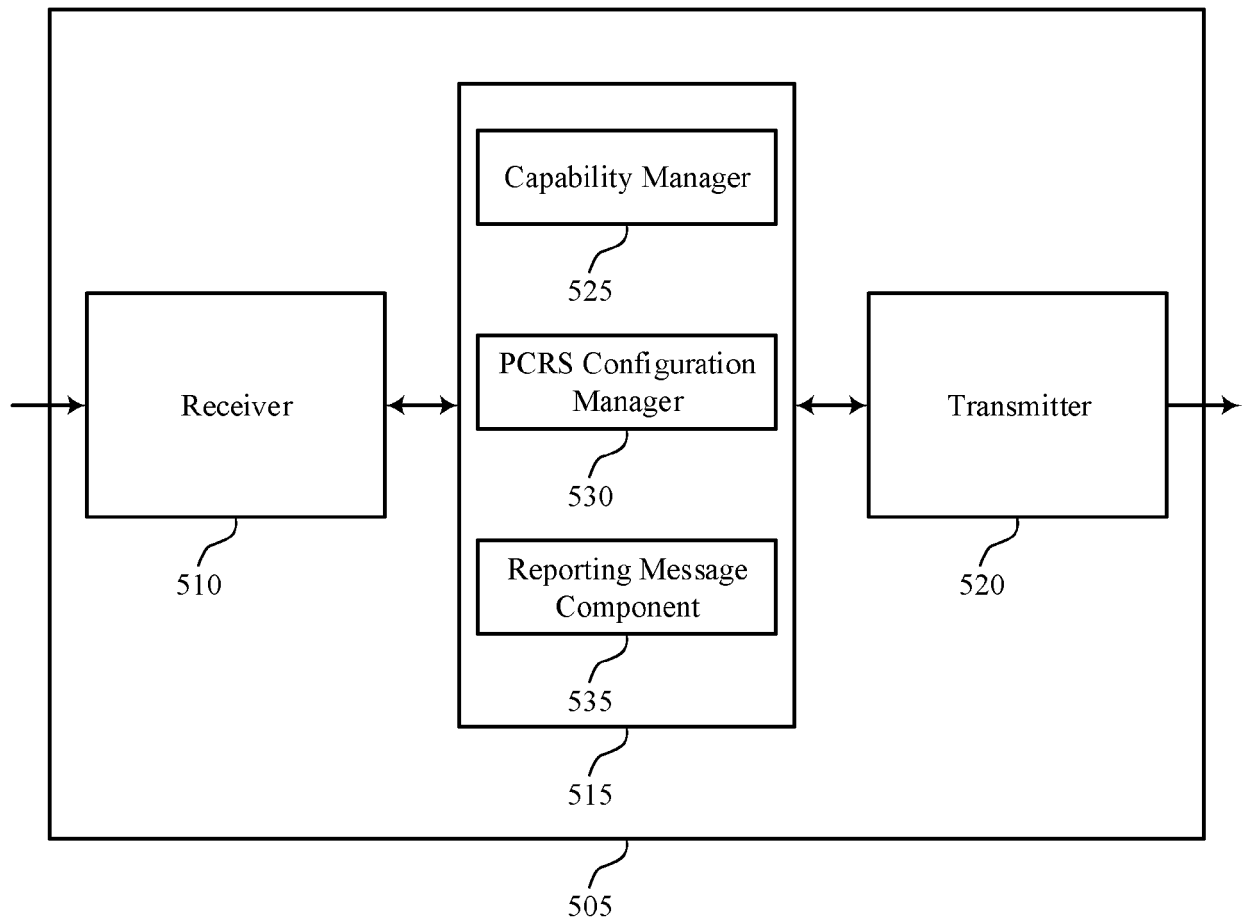 Capability Manager
525
PCRS Configuration
Manager
530
Reporting Message
Component
535
515
Receiver
510
Transmitter
520
505